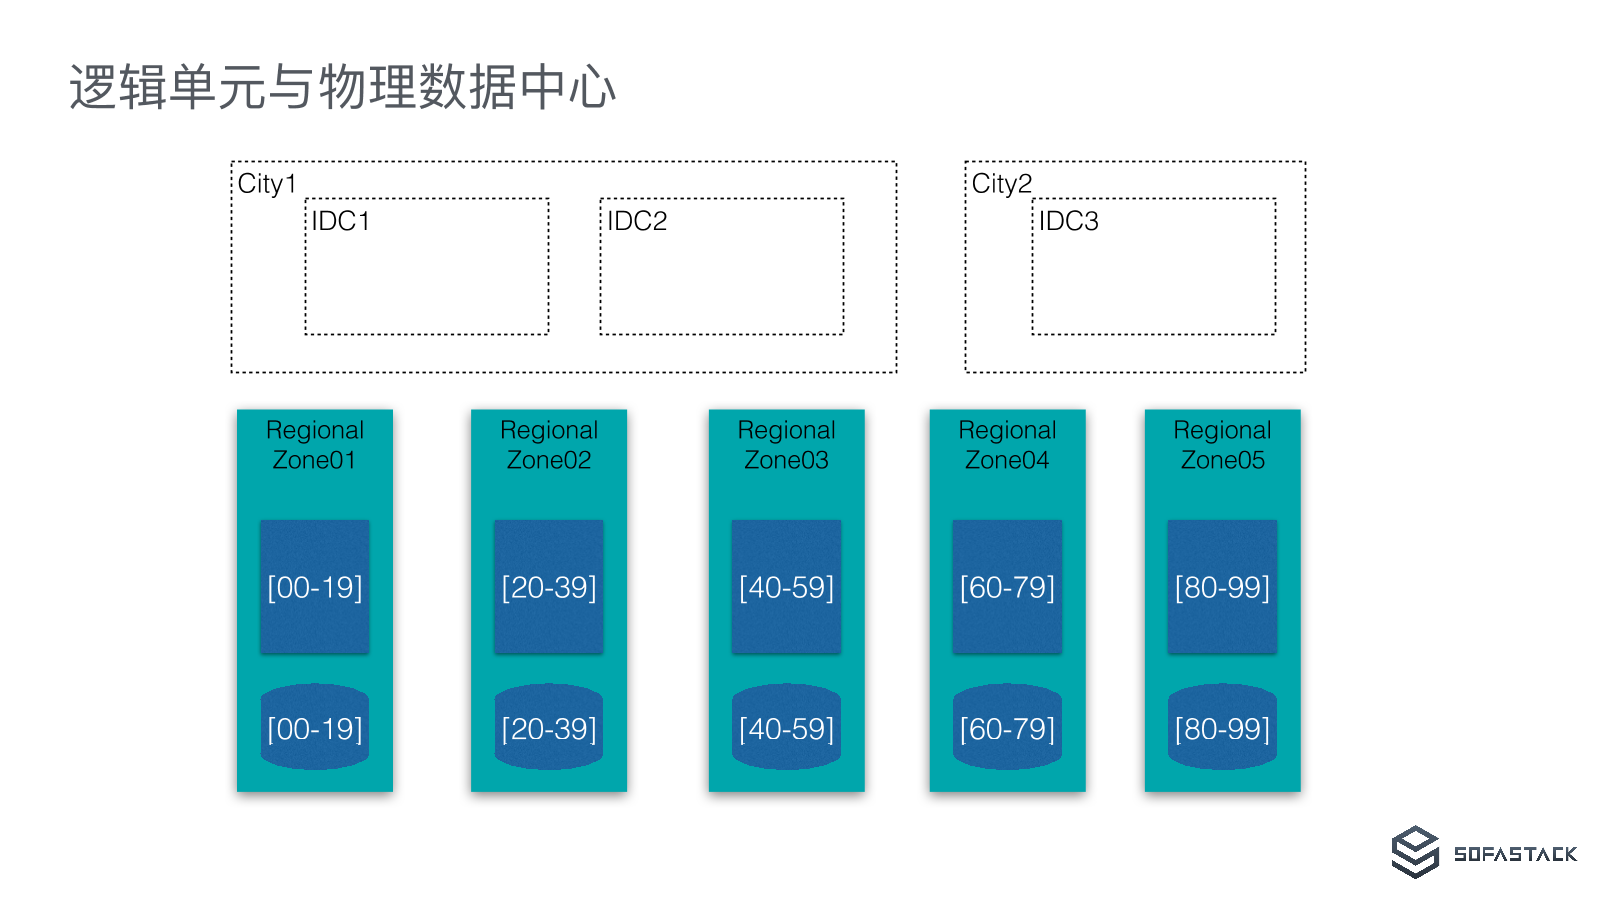 逻辑单元与物理数据中心
City1
IDC1
IDC2
City2
IDC3
Regional
Zone01
[00-19]
[00-19]
Regional
Zone02
[20-39]
[20-39]
Regional
Zone03
[40-59]
[40-59]
Regional
Zone04
[60-79]
[60-79]
Regional
Zone05
[80-99]
[80-99]
SOFASTACK